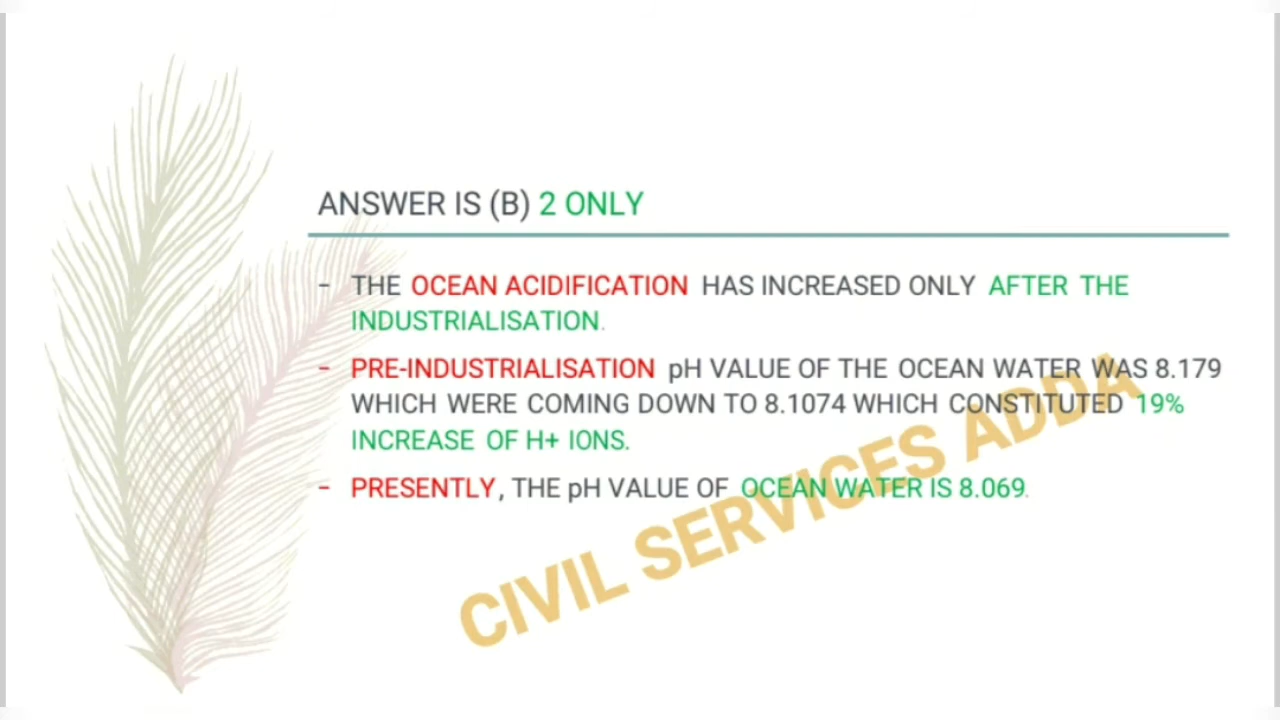 ANSWER IS (B) 2 ONLY
- THE OCEAN ACIDIFICATION HAS INCREASED ONLY AFTER THE
INDUSTRIALISATION.
- PRE-INDUSTRIALISATION pH VALUE OF THE OCEAN WATER WAS 8.179
WHICH WERE COMING DOWN TO 8.1074 WHICH CONSTITUTED 19%
INCREASE OF H+ IONS.
- PRESENTLY, THE pH VALUE OF OCEAN WATER IS 8.069.
CIVIL SERVICES ADDA